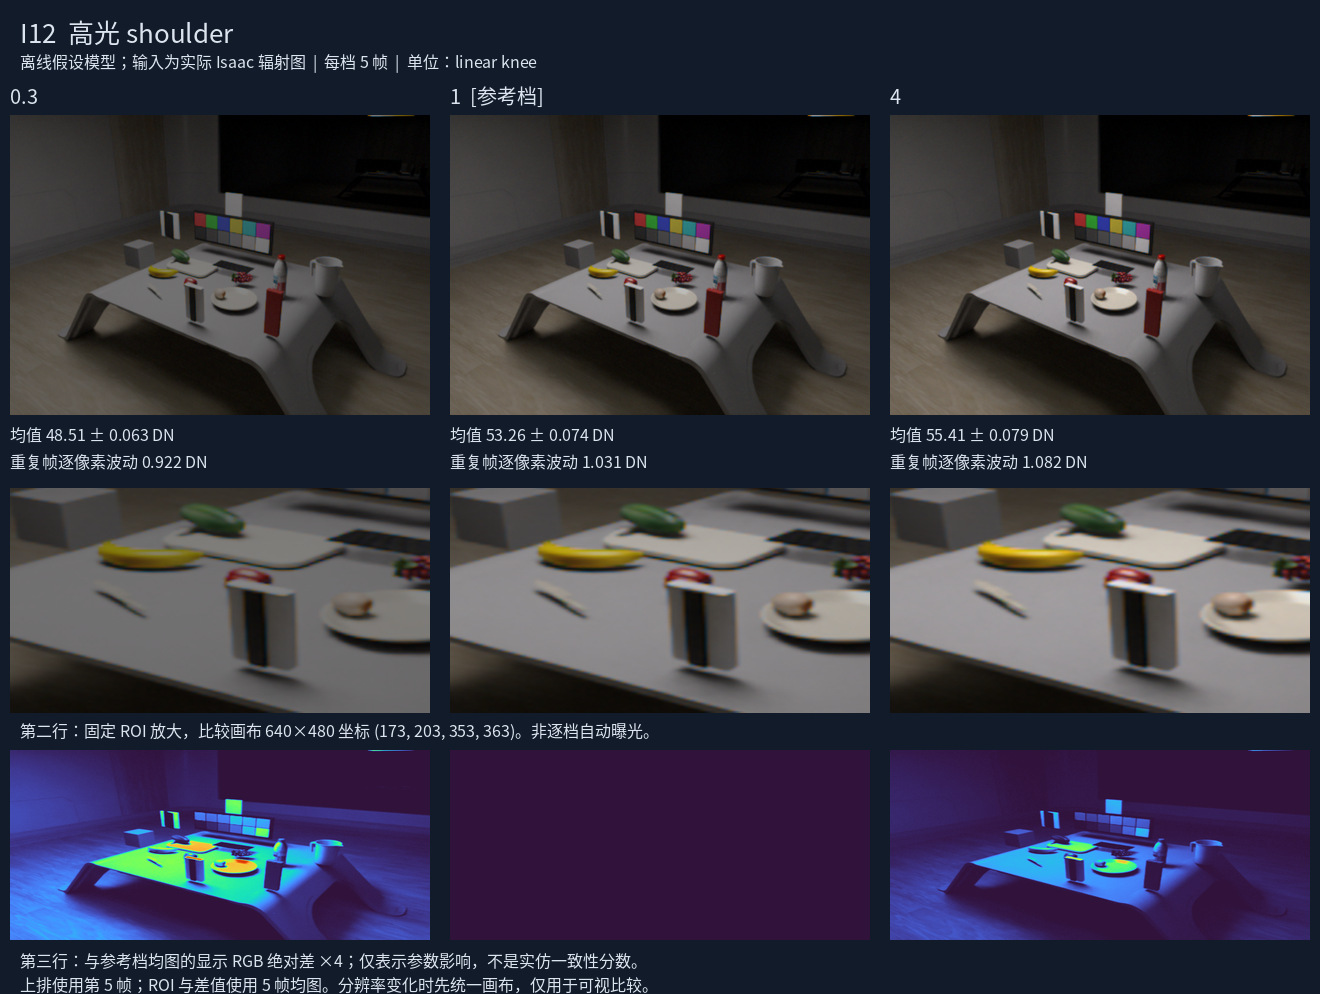 I12 高光 shoulder
离线假设模型；输入为实际 Isaac 辐射图 | 每档 5 帧 | 单位：linear knee
0.3
1 [参考档]
4
均值 48.51 ± 0.063 DN
重复帧逐像素波动 0.922 DN
均值 53.26 ± 0.074 DN
重复帧逐像素波动 1.031 DN
均值 55.41 ± 0.079 DN
重复帧逐像素波动 1.082 DN
第二行：固定 ROI 放大，比较画布 640×480 坐标 (173, 203, 353, 363)。非逐档自动曝光。
第三行：与参考档均图的显示 RGB 绝对差 ×4；仅表示参数影响，不是实仿一致性分数。
上排使用第 5 帧；ROI 与差值使用 5 帧均图。分辨率变化时先统一画布，仅用于可视比较。